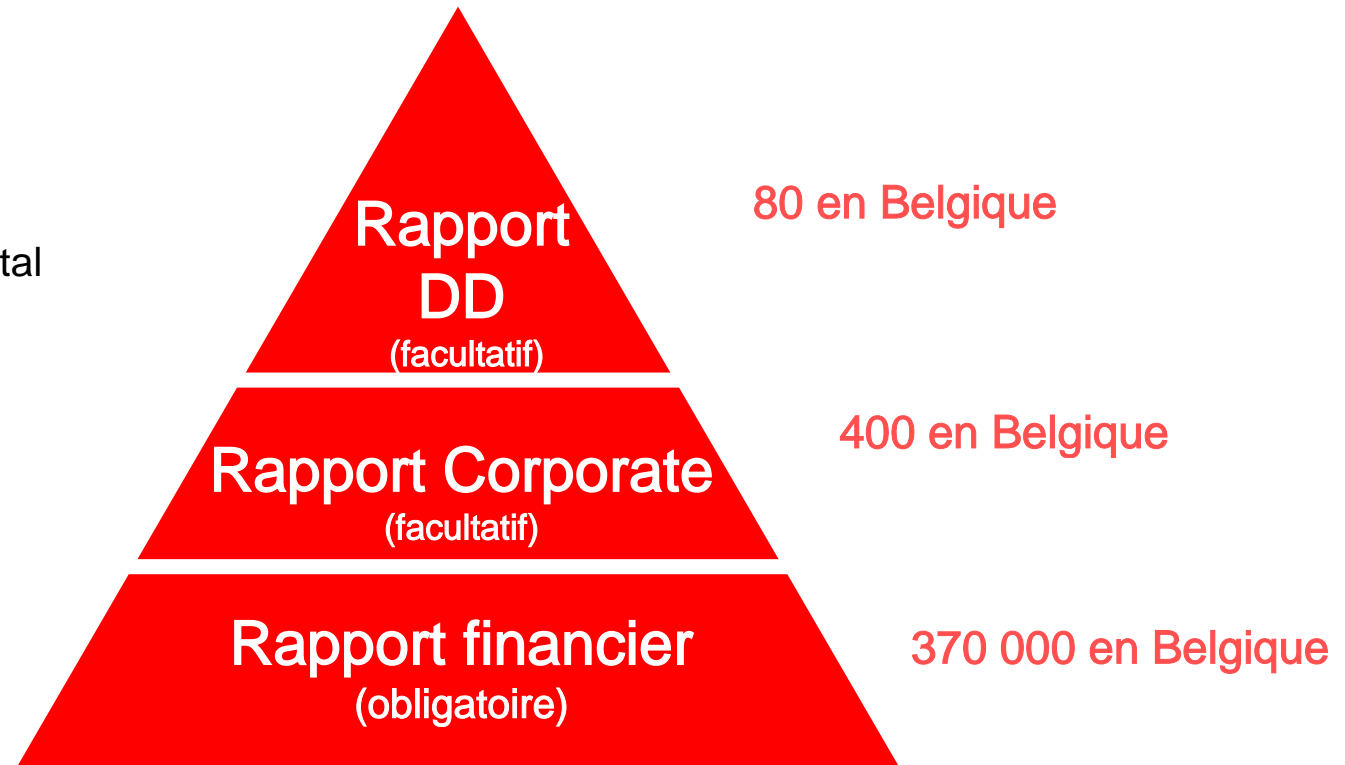 80 en Belgique
Rapport
DD
(facultatif)
tal
400 en Belgique
Rapport Corporate
(facultatif)
Rapport financier
(obligatoire)
370 000 en Belgique